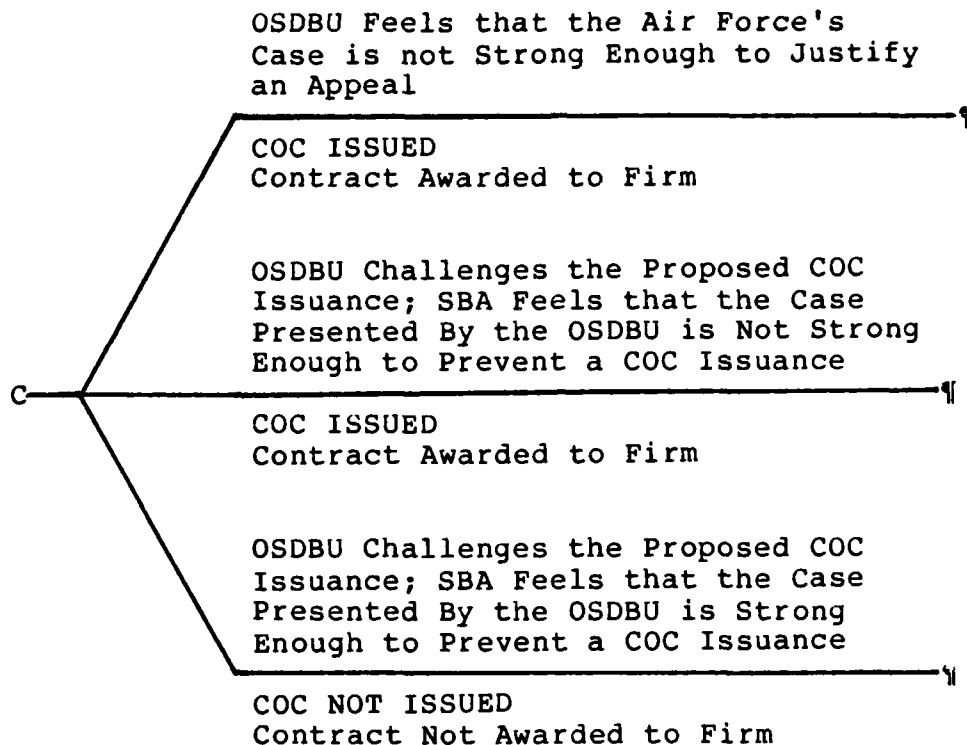 OSDBU Feels that the Air Force's
Case is not Strong Enough to Justify
an Appeal
¶
COC ISSUED
Contract Awarded to Firm
OSDBU Challenges the Proposed COC
Issuance; SBA Feels that the Case
Presented By the OSDBU is Not Strong
Enough to Prevent a COC Issuance
C ¶
COC ISSUED
Contract Awarded to Firm
OSDBU Challenges the Proposed COC
Issuance; SBA Feels that the Case
Presented By the OSDBU is Strong
Enough to Prevent a COC Issuance
¶
COC NOT ISSUED
Contract Not Awarded to Firm